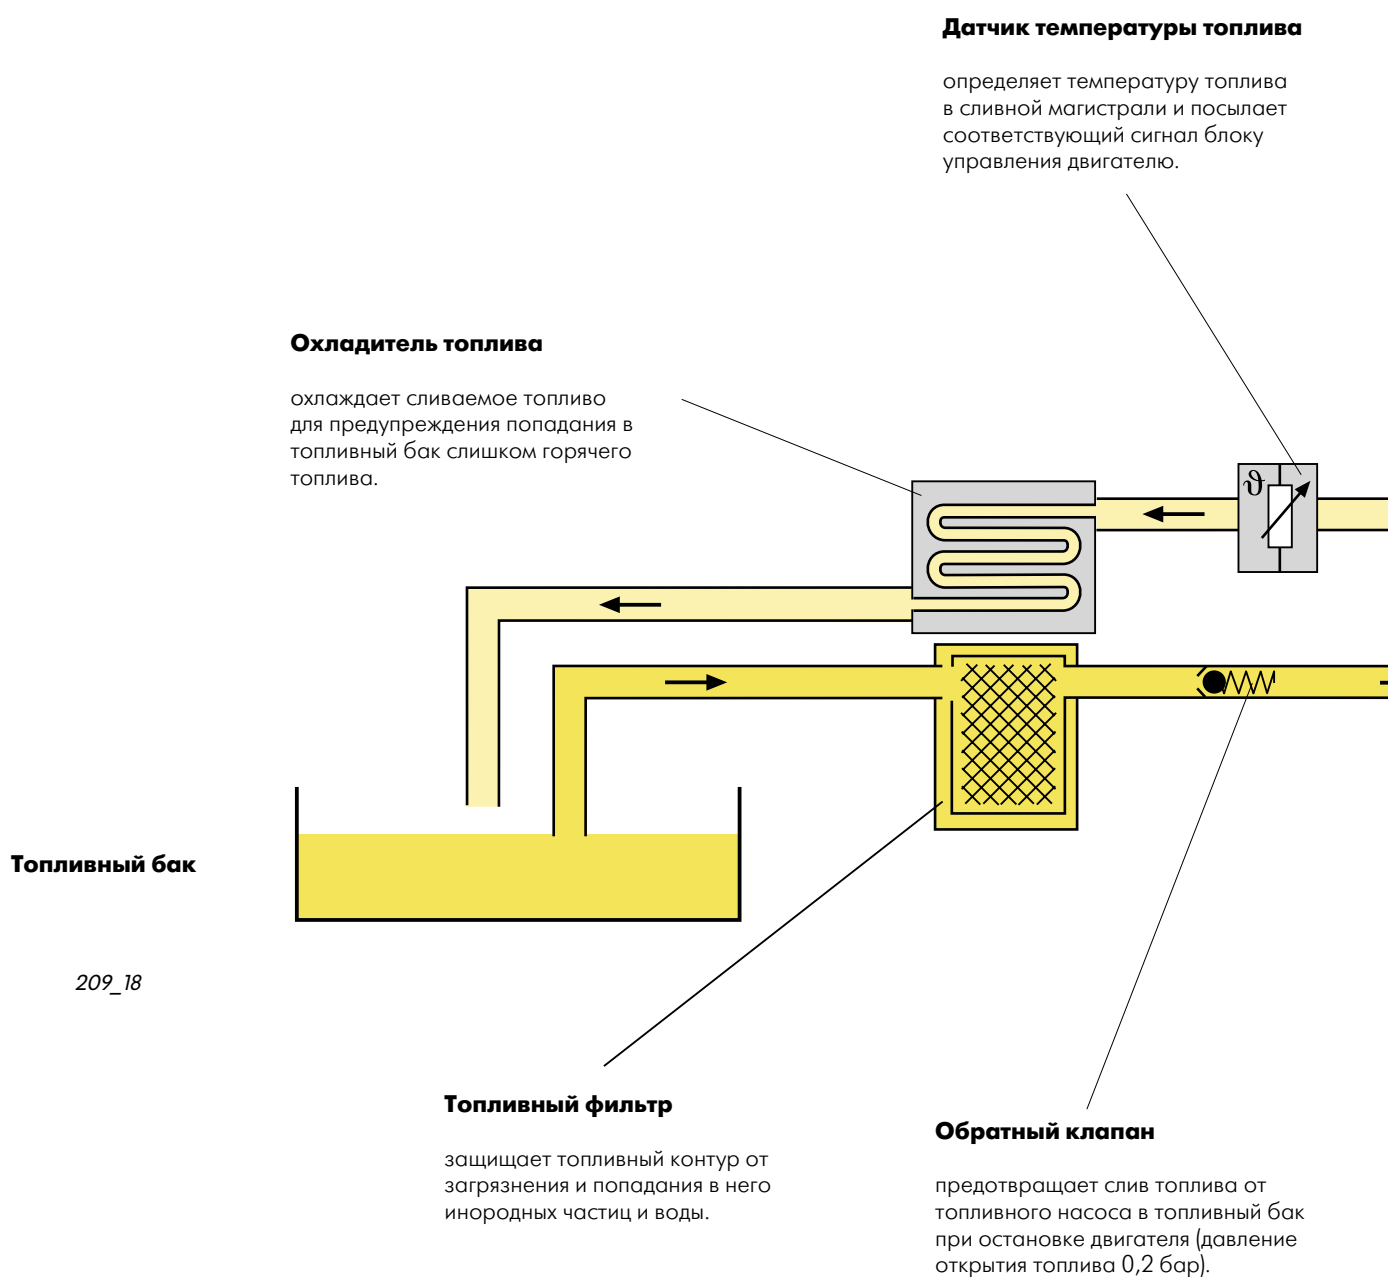 Датчик температуры топлива
определяет температуру топлива
в сливной магистрали и посылает
соответствующий сигнал блоку
управления двигателю.
Охладитель топлива
охлаждает сливаемое топливо
для предупреждения попадания в
топливный бак слишком горячего
топлива.
ϑ
Топливный бак
209_18
Топливный фильтр
защищает топливный контур от
загрязнения и попадания в него
инородных частиц и воды.
Обратный клапан
предотвращает слив топлива от
топливного насоса в топливный бак
при остановке двигателя (давление
открытия топлива 0,2 бар).